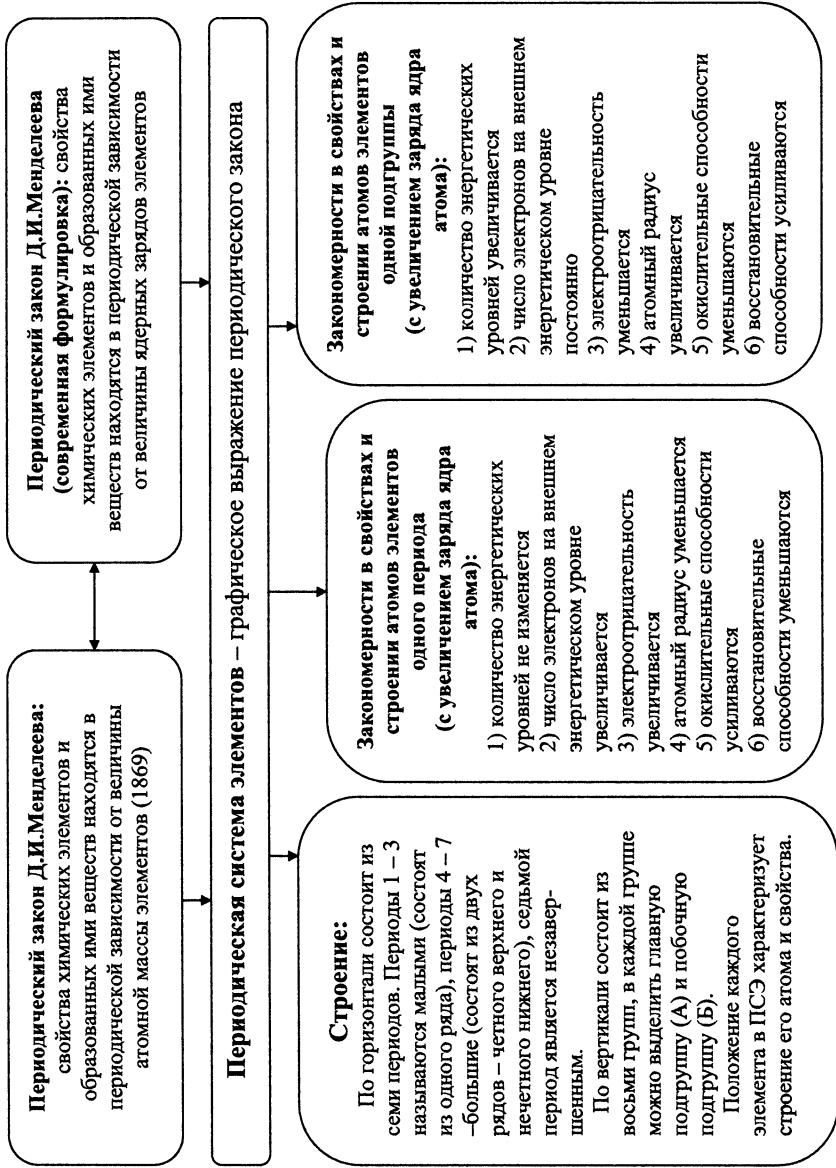 Периодический закон Д.И.Менделеева:
свойства химических элементов и
образованных ими веществ находятся в
периодической зависимости от величины
атомной массы элементов (1869)
Периодический закон Д.И.Менделеева
(современная формулировка): свойства
химических элементов и образованных ими
веществ находятся в периодической зависимости
от величины ядерных зарядов элементов
Периодическая система элементов – графическое выражение периодического закона
Строение:
По горизонтали состоит из
семи периодов. Периоды 1 – 3
называются малыми (состоят
из одного ряда), периоды 4 – 7
–большие (состоят из двух
рядов – четного верхнего и
нечетного нижнего), седьмой
период является незавер-
шенным.
По вертикали состоит из
восьми групп, в каждой группе
можно выделить главную
подгруппу (А) и побочную
подгруппу (Б).
Положение каждого
элемента в ПСЭ характеризует
строение его атома и свойства.
Закономерности в свойствах и
строении атомов элементов
одного периода
(с увеличением заряда ядра
атома):
1) количество энергетических
уровней не изменяется
2) число электронов на внешнем
энергетическом уровне
увеличивается
3) электроотрицательность
увеличивается
4) атомный радиус уменьшается
5) окислительные способности
усиливаются
6) восстановительные
способности уменьшаются
Закономерности в свойствах и
строении атомов элементов
одной подгруппы
(с увеличением заряда ядра
атома):
1) количество энергетических
уровней увеличивается
2) число электронов на внешнем
энергетическом уровне
постоянно
3) электроотрицательность
уменьшается
4) атомный радиус
увеличивается
5) окислительные способности
уменьшаются
6) восстановительные
способности усиливаются